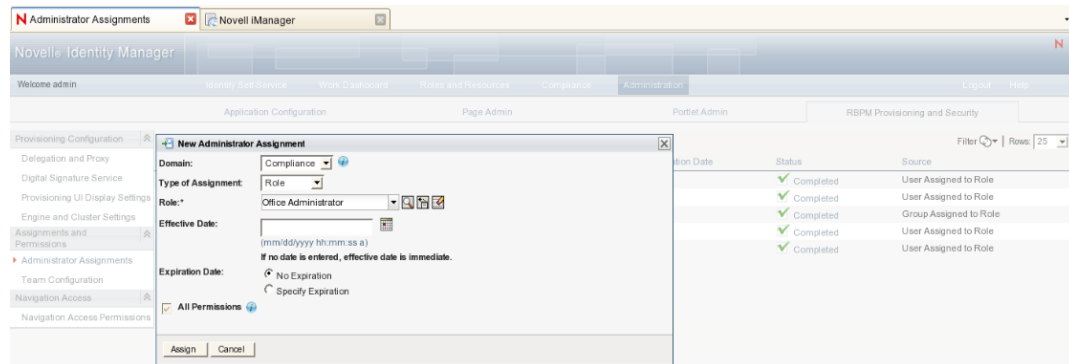 N Administrator Assignments
Novell iManager
Novell® Identity Manager
N
Welcome admin
Identity Self-Service Work Dashboard Roles and Resources Compliance Administration Logout Help
Application Configuration Page Admin Portlet Admin RBPM Provisioning and Security
Provisioning Configuration
Delegation and Proxy
Digital Signature Service
Provisioning UI Display Settings
Engine and Cluster Settings
Assignments and
Permissions
Administrator Assignments
Team Configuration
Navigation Access
Navigation Access Permissions
New Administrator Assignment
Domain: Compliance
Type of Assignment: Role
Role:* Office Administrator
Effective Date:
(mm/dd/yyyy hh:mm:ss a)
If no date is entered, effective date is immediate.
Expiration Date: No Expiration
Specify Expiration
All Permissions
Assign Cancel
Filter Rows: 25
tion Date Status Source
Completed User Assigned to Role
Completed User Assigned to Role
Completed Group Assigned to Role
Completed User Assigned to Role
Completed User Assigned to Role